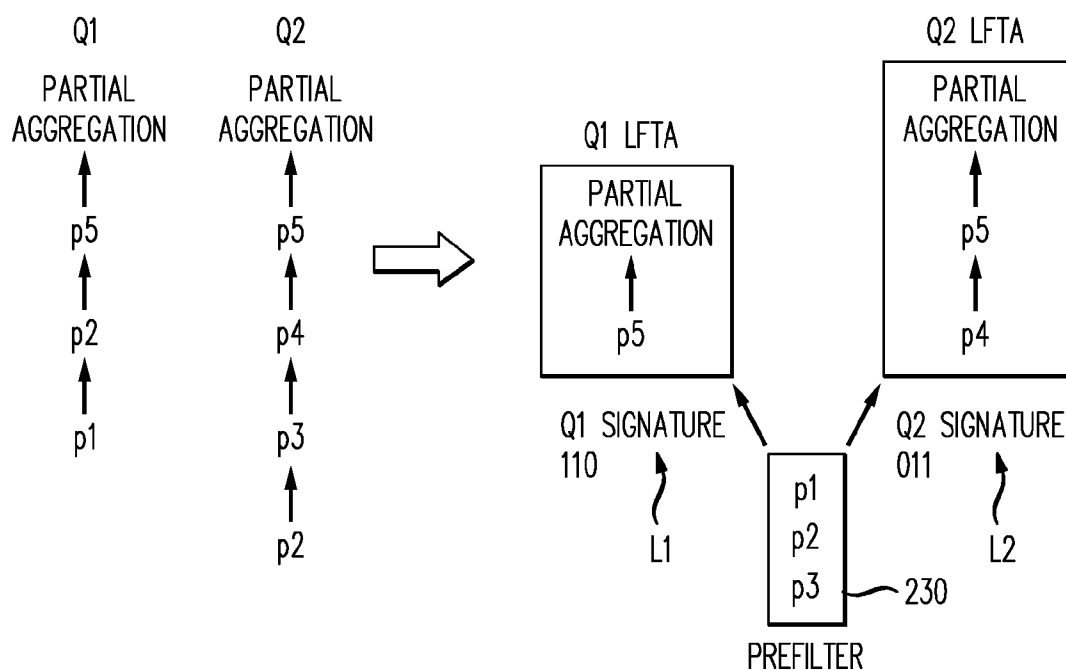 Q1
PARTIAL
AGGREGATION
p5
p2
p1
Q2
PARTIAL
AGGREGATION
p5
p4
p3
p2
Q1 LFTA
PARTIAL
AGGREGATION
p5
Q1 SIGNATURE
110
L1
Q2 LFTA
PARTIAL
AGGREGATION
p5
p4
Q2 SIGNATURE
011
L2
p1
p2
p3
230
PREFILTER